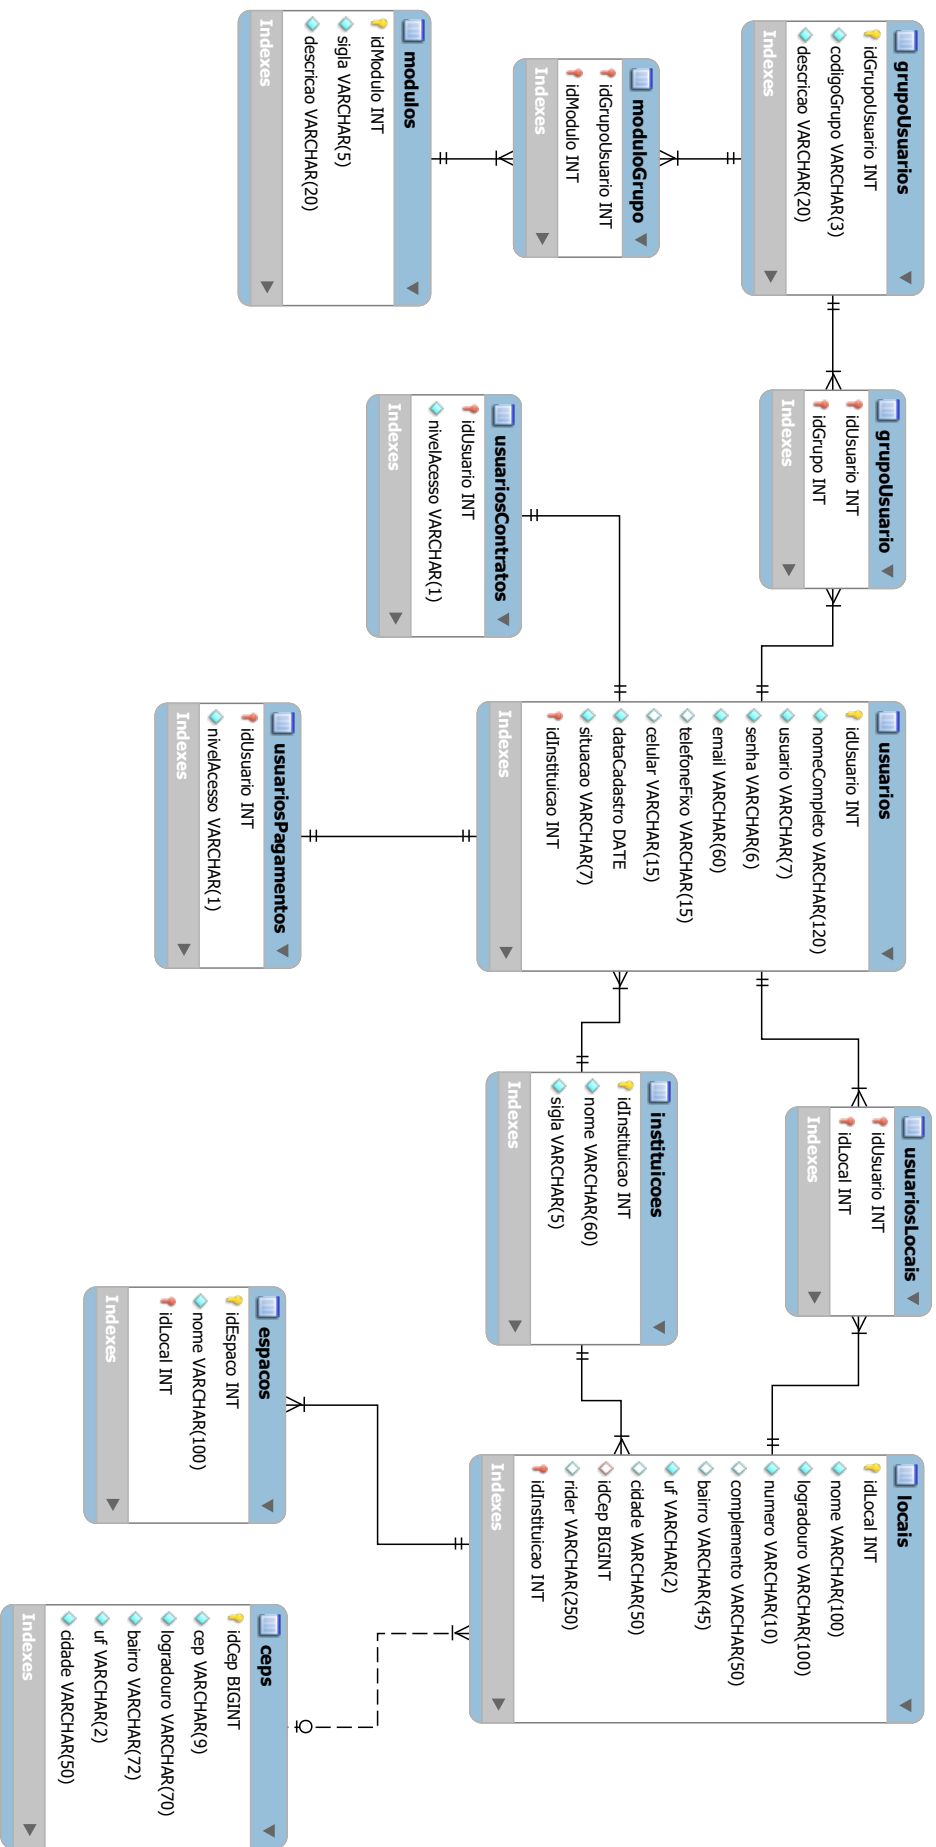 grupoUsuarios
idGrupoUsuario INT
codigoGrupo VARCHAR(3)
descricao VARCHAR(20)
Indexes
grupoUsuario
idUsuario INT
idGrupo INT
Indexes
usuarios
idUsuario INT
nomeCompleto VARCHAR(120)
usuario VARCHAR(7)
senha VARCHAR(6)
email VARCHAR(60)
telefoneFixo VARCHAR(15)
celular VARCHAR(15)
dataCadastro DATE
situacao VARCHAR(7)
idInstituicao INT
Indexes
usuariosLocais
idUsuario INT
idLocal INT
Indexes
locais
idLocal INT
nome VARCHAR(100)
logradouro VARCHAR(100)
numero VARCHAR(10)
complemento VARCHAR(50)
bairro VARCHAR(45)
uf VARCHAR(2)
cidade VARCHAR(50)
idCep BIGINT
rider VARCHAR(250)
idInstituicao INT
Indexes
moduloGrupo
idGrupoUsuario INT
idModulo INT
Indexes
instituicoes
idInstituicao INT
nome VARCHAR(60)
sigla VARCHAR(5)
Indexes
usuariosContratos
idUsuario INT
nivelAcesso VARCHAR(1)
Indexes
modulos
idModulo INT
sigla VARCHAR(5)
descricao VARCHAR(20)
Indexes
usuariosPagamentos
idUsuario INT
nivelAcesso VARCHAR(1)
Indexes
espacos
idEspaco INT
nome VARCHAR(100)
idLocal INT
Indexes
ceps
idCep BIGINT
cep VARCHAR(9)
logradouro VARCHAR(70)
bairro VARCHAR(72)
uf VARCHAR(2)
cidade VARCHAR(50)
Indexes